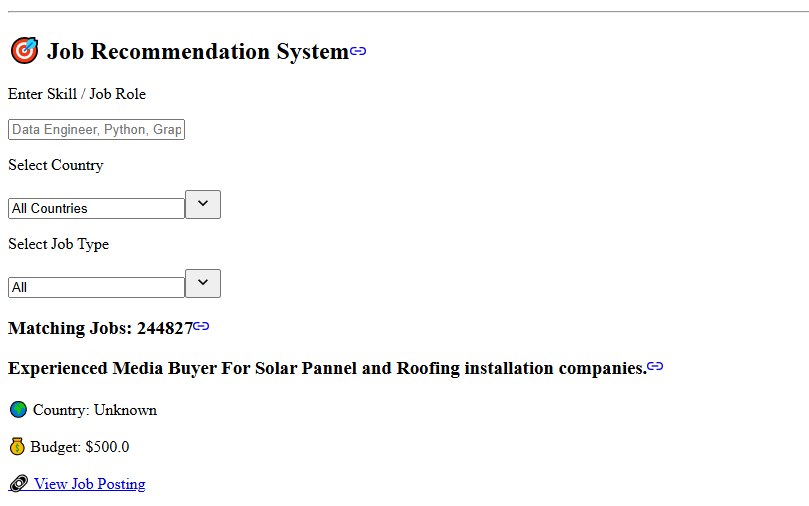 Job Recommendation System
Enter Skill / Job Role
Data Engineer, Python, Grap
Select Country
All Countries
Select Job Type
All
Matching Jobs: 244827
Experienced Media Buyer For Solar Pannel and Roofing installation companies.
Country: Unknown
Budget: $500.0
View Job Posting